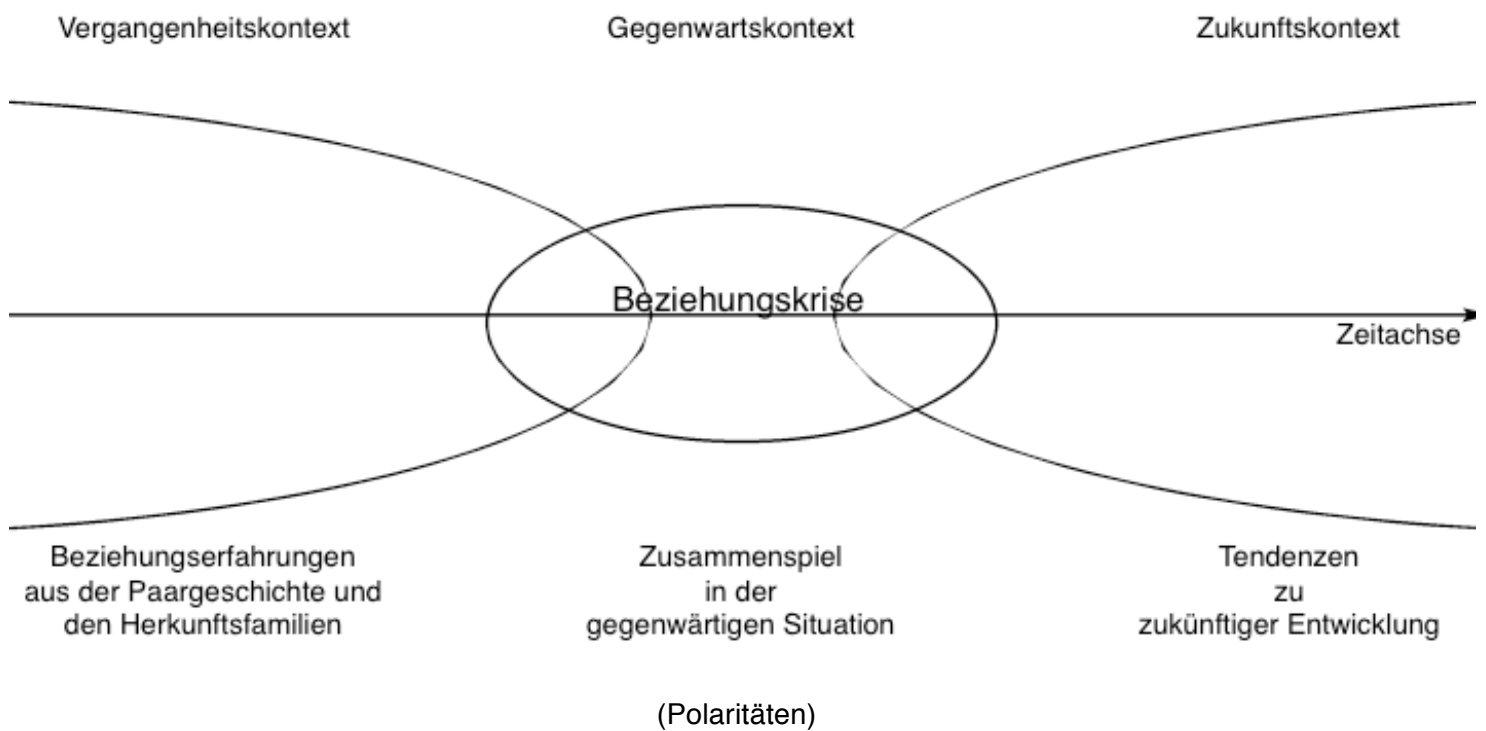 Vergangenheitskontext
Gegenwartskontext
Zukunftskontext
Beziehungskrise
Zeitachse
Beziehungserfahrungen
aus der Paargeschichte und
den Herkunftsfamilien
Zusammenspiel
in der
gegenwärtigen Situation
Tendenzen
zu
zukünftiger Entwicklung
(Polaritäten)